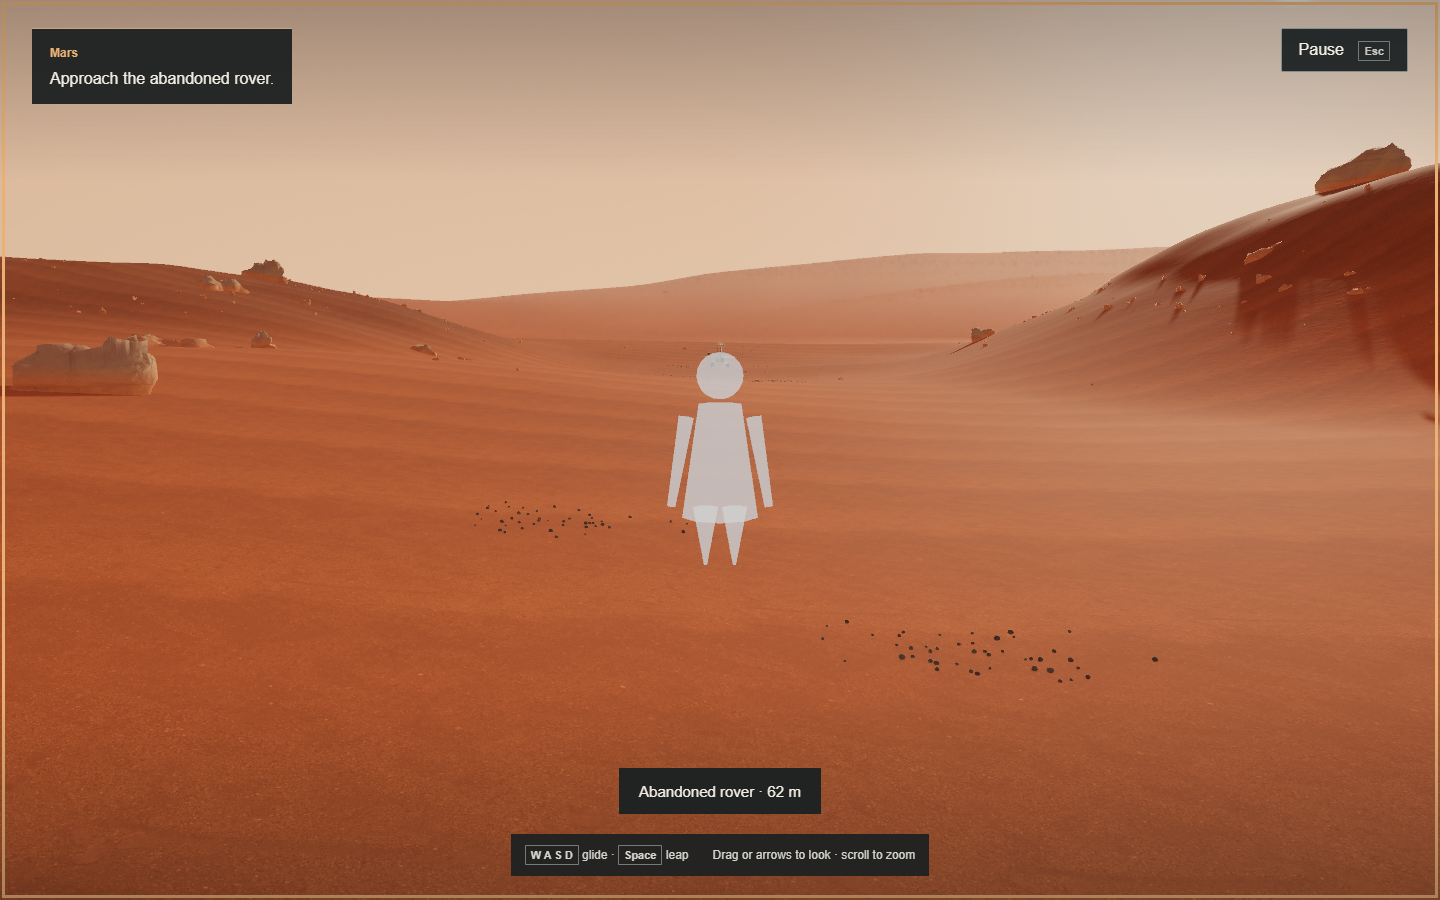 Mars
Approach the abandoned rover.
Pause Esc
Abandoned rover · 62 m
W A S D glide · Space leap Drag or arrows to look · scroll to zoom